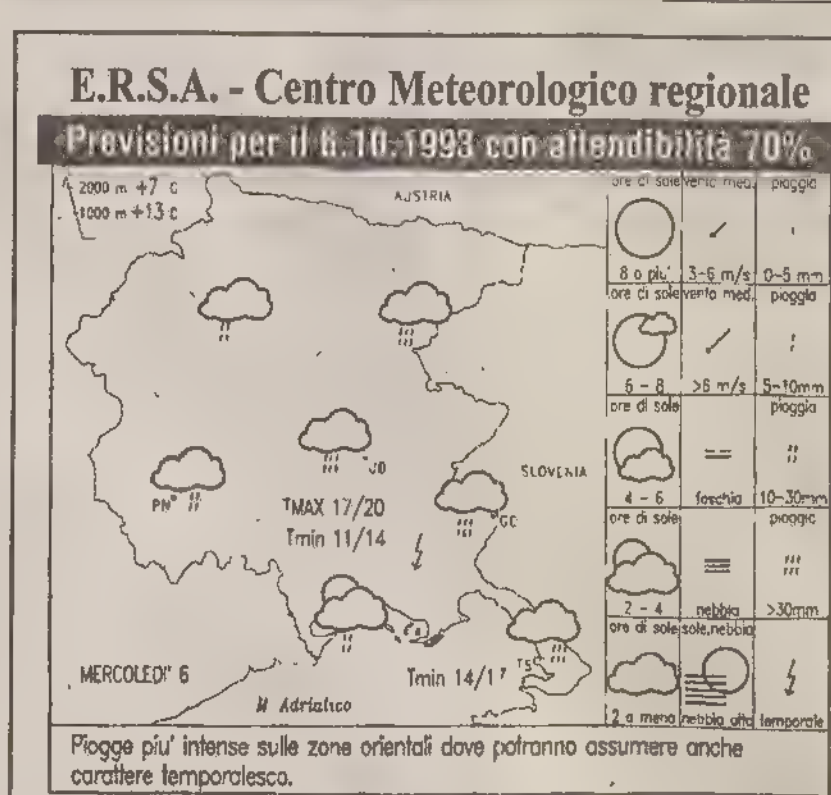 E.R.S.A. - Centro Meteorologico regionale
Previsioni per il 6.10.1993 con attendibilità 70%
2000 m +7 C
1000 m +13 C
AUSTRIA
SLOVENIA
UD
PN
GO
TS
TMAX 17/20
Tmin 11/14
Tmin 14/17
MERCOLEDI' 6
M Adriatico
ore di sole vento med. pioggia
8 o piu' 3-6 m/s 0-5 mm
ore di sole vento med. pioggia
6 - 8 >6 m/s 5-10mm
ore di sole pioggia
4 - 6 foschia 10-30mm
ore di sole pioggia
2 - 4 nebbia >30mm
ore di sole sole,nebbia
2 o meno nebbia alta temporale
Piogge piu' intense sulle zone orientali dove potranno assumere anche
carattere temporalesco.